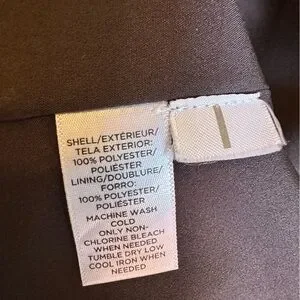 SHELL/EXTÉRIEUR/
TELA EXTERIOR:
100% POLYESTER/
POLIÉSTER
LINING/DOUBLURE/
FORRO:
100% POLYESTER/
POLIÉSTER
MACHINE WASH
COLD
ONLY NON-
CHLORINE BLEACH
WHEN NEEDED
TUMBLE DRY LOW
COOL IRON WHEN
NEEDED